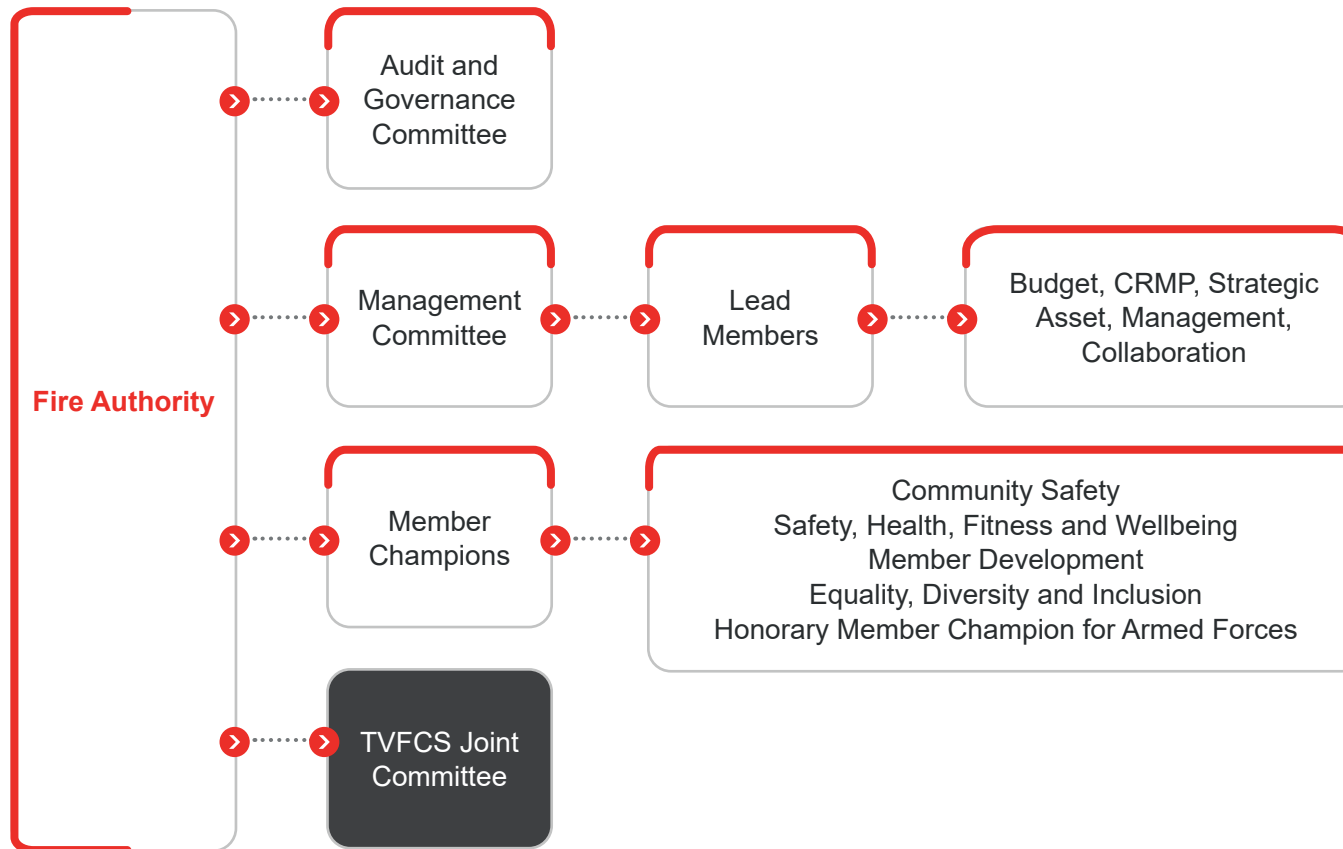 Fire Authority
Audit and
Governance
Committee
Management
Committee
Lead
Members
Budget, CRMP, Strategic
Asset, Management,
Collaboration
Member
Champions
Community Safety
Safety, Health, Fitness and Wellbeing
Member Development
Equality, Diversity and Inclusion
Honorary Member Champion for Armed Forces
TVFCS Joint
Committee